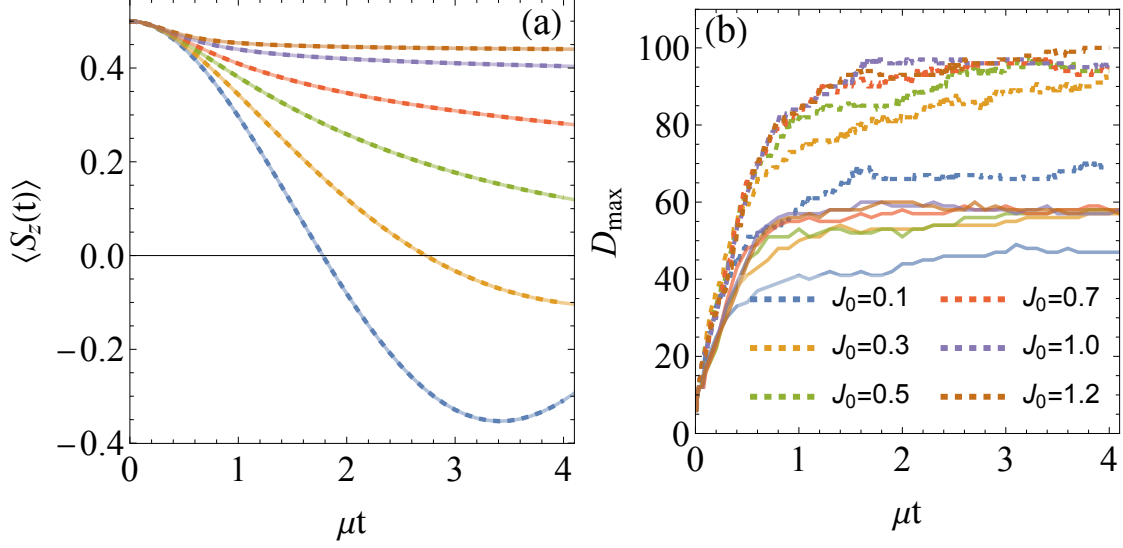 (a)
0.4
0.2
0.0
−0.2
−0.4
⟨S_z(t)⟩
0 1 2 3 4
μt
(b)
100
80
60
40
20
0
D_max
J_0=0.1 J_0=0.7
J_0=0.3 J_0=1.0
J_0=0.5 J_0=1.2
0 1 2 3 4
μt